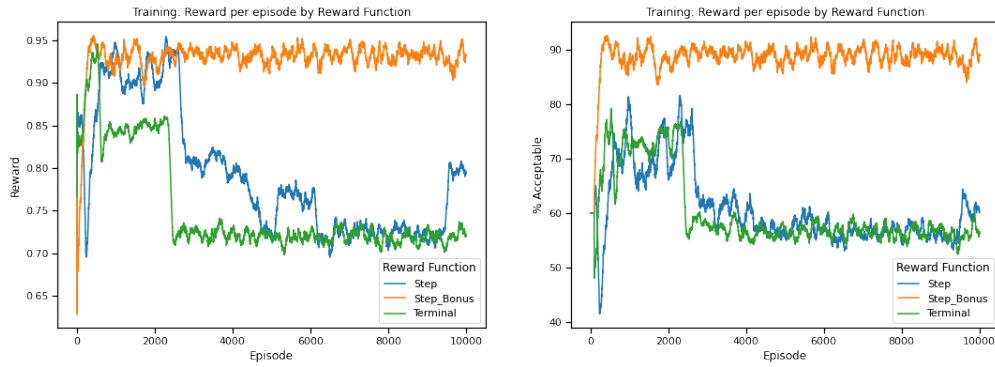 Training: Reward per episode by Reward Function
0.95
0.90
0.85
0.80
0.75
0.70
0.65
Reward
0
2000
4000
6000
8000
10000
Episode
Reward Function
Step
Step_Bonus
Terminal
Training: Reward per episode by Reward Function
90
80
70
60
50
40
% Acceptable
0
2000
4000
6000
8000
10000
Episode
Reward Function
Step
Step_Bonus
Terminal